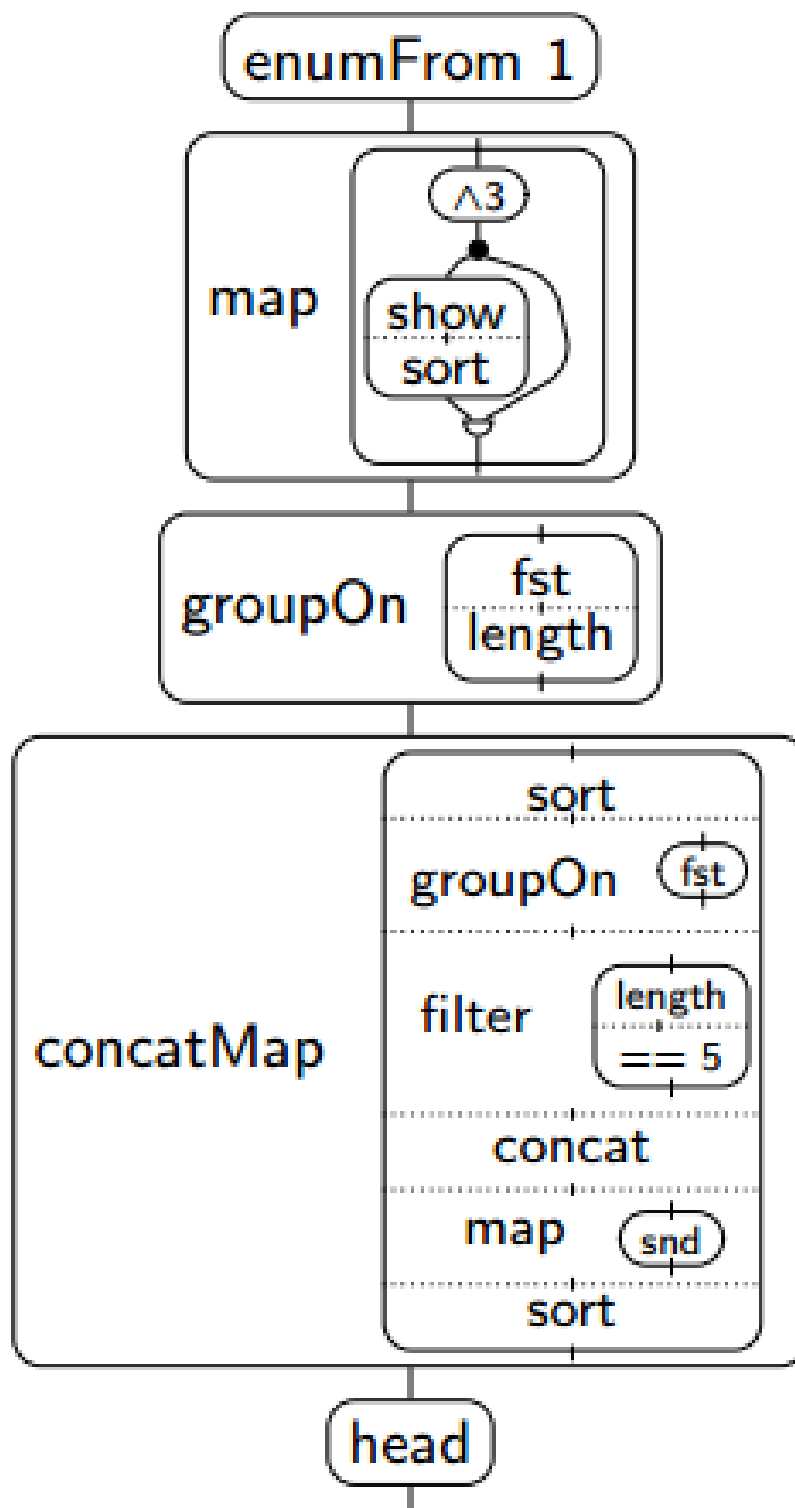 enumFrom 1
∧3
map
show
sort
groupOn
fst
length
concatMap
sort
groupOn fst
filter
length
== 5
concat
map snd
sort
head